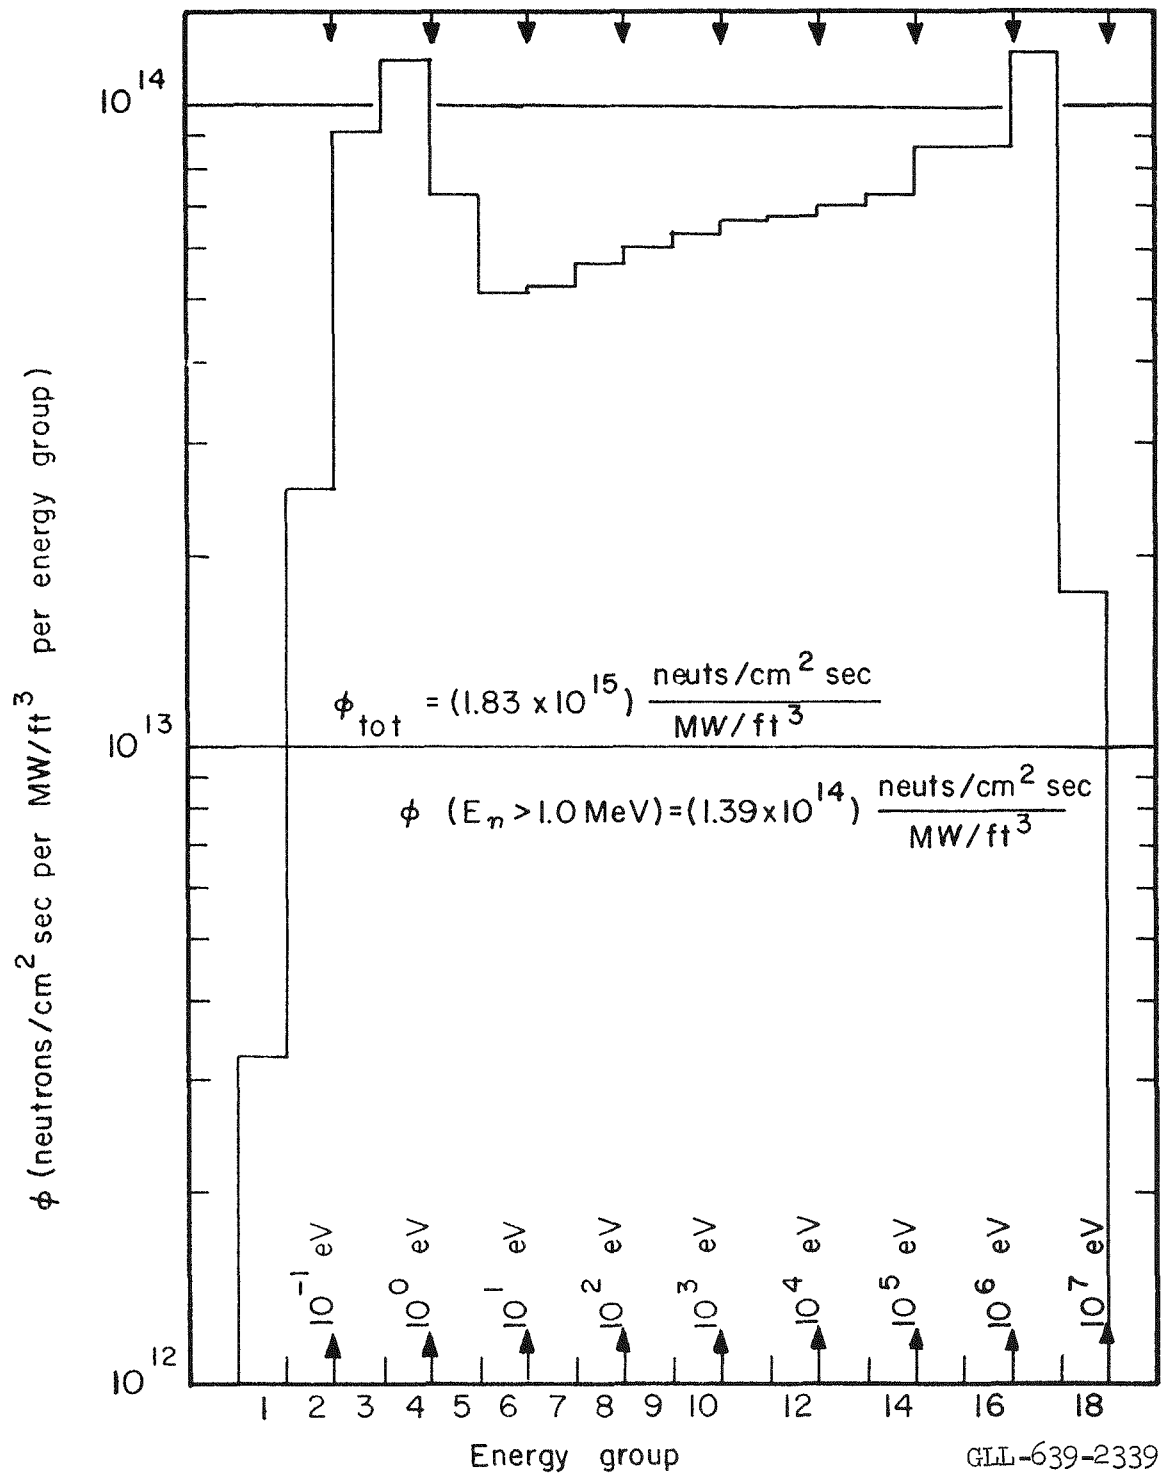 10^14
ϕ (neutrons/cm^2 sec per MW/ft^3 per energy group)
ϕ_tot = (1.83 x 10^15) neuts/cm^2 sec
MW/ft^3
10^13
ϕ (E_n > 1.0 MeV) = (1.39 x 10^14) neuts/cm^2 sec
MW/ft^3
10^-1 eV
10^0 eV
10^1 eV
10^2 eV
10^3 eV
10^4 eV
10^5 eV
10^6 eV
10^7 eV
10^12
1 2 3 4 5 6 7 8 9 10 12 14 16 18
Energy group
GLL-639-2339